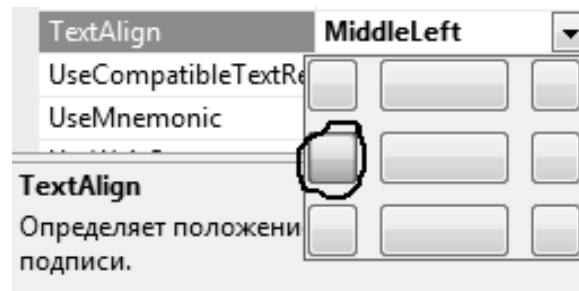 TextAlign MiddleLeft
UseCompatibleTextRe
UseMnemonic
TextAlign
Определяет положени
подписи.